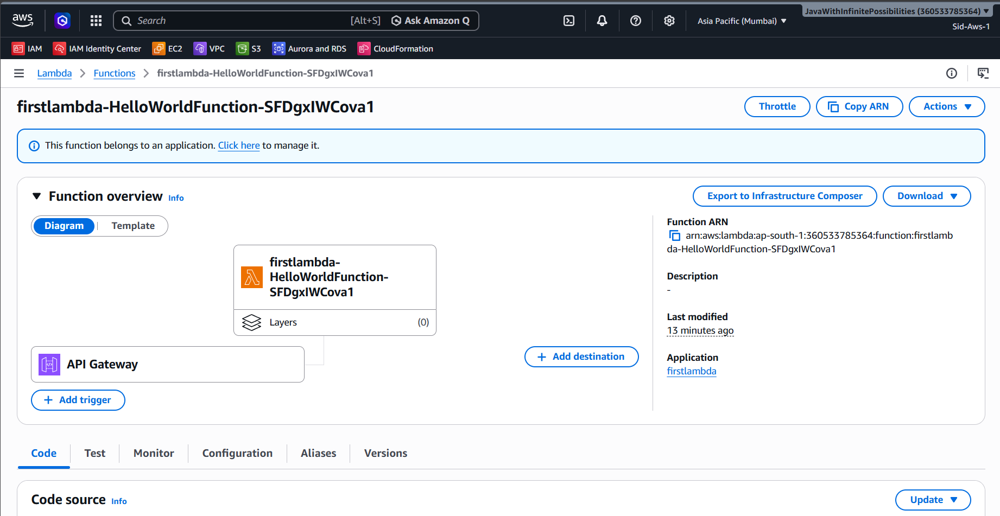 JavaWithInfinitePossibilities (360533785364)
aws
Search [Alt+S] Ask Amazon Q
Asia Pacific (Mumbai)
Sid-Aws-1
IAM IAM Identity Center EC2 VPC S3 Aurora and RDS CloudFormation
Lambda Functions firstlambda-HelloWorldFunction-SFDgxIWCova1
firstlambda-HelloWorldFunction-SFDgxIWCova1
Throttle Copy ARN Actions
This function belongs to an application. Click here to manage it.
Function overview Info
Export to Infrastructure Composer Download
Diagram Template
firstlambda-
HelloWorldFunction-
SFDgxIWCova1
Layers (0)
API Gateway
Add trigger
Add destination
Function ARN
arn:aws:lambda:ap-south-1:360533785364:function:firstlamb
da-HelloWorldFunction-SFDgxIWCova1
Description
-
Last modified
13 minutes ago
Application
firstlambda
Code Test Monitor Configuration Aliases Versions
Code source Info
Update